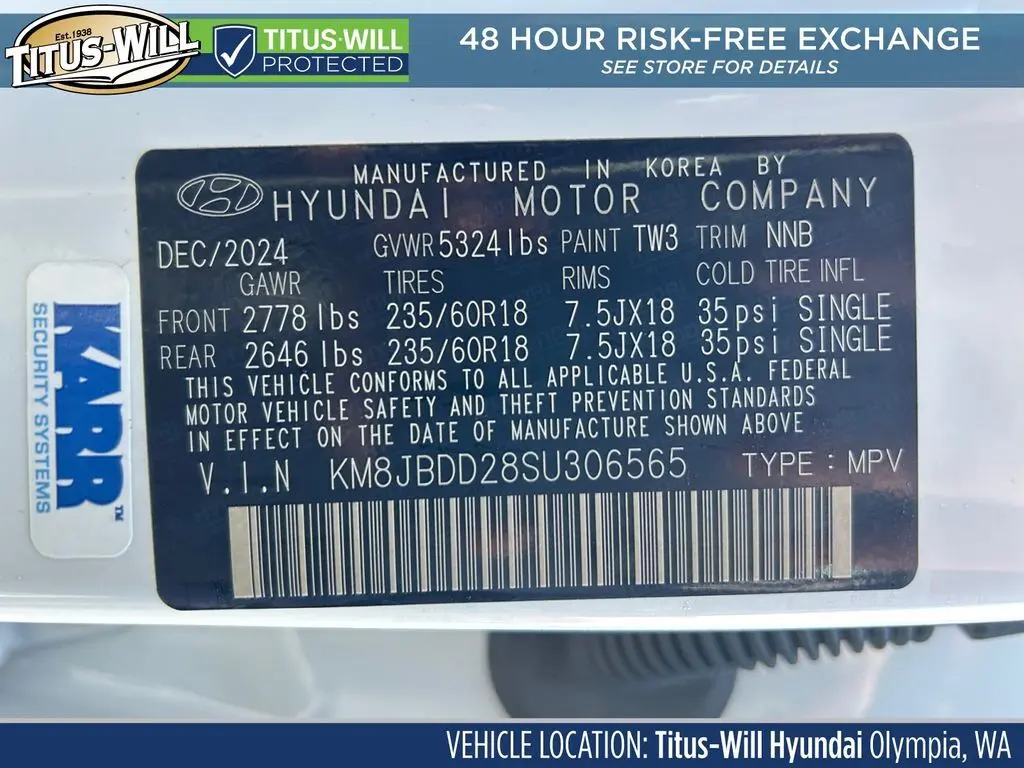 Est.1938
TITUS-WILL
TITUS-WILL
PROTECTED
48 HOUR RISK-FREE EXCHANGE
SEE STORE FOR DETAILS
MANUFACTURED IN KOREA BY
HYUNDAI MOTOR COMPANY
DEC/2024 GVWR 5324lbs PAINT TW3 TRIM NNB
GAWR TIRES RIMS COLD TIRE INFL
FRONT 2778 lbs 235/60R18 7.5JX18 35psi SINGLE
REAR 2646 lbs 235/60R18 7.5JX18 35psi SINGLE
THIS VEHICLE CONFORMS TO ALL APPLICABLE U.S.A. FEDERAL
MOTOR VEHICLE SAFETY AND THEFT PREVENTION STANDARDS
IN EFFECT ON THE DATE OF MANUFACTURE SHOWN ABOVE
V.I.N KM8JBDD28SU306565 TYPE : MPV
KARR™
SECURITY SYSTEMS
VEHICLE LOCATION: Titus-Will Hyundai Olympia, WA